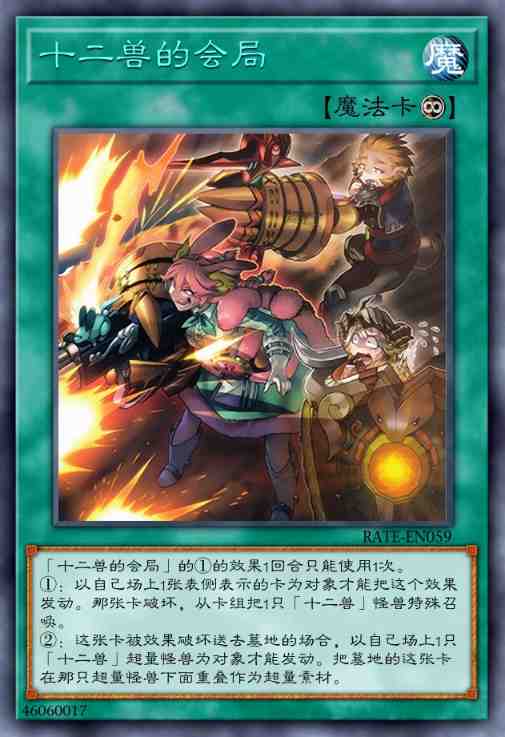 十二兽的会局
魔
【魔法卡∞】
RATE-EN059
「十二兽的会局」的①的效果1回合只能使用1次。
①：以自己场上1张表侧表示的卡为对象才能把这个效果
发动。那张卡破坏，从卡组把1只「十二兽」怪兽特殊召
唤。
②：这张卡被效果破坏送去墓地的场合，以自己场上1只
「十二兽」超量怪兽为对象才能发动。把墓地的这张卡
在那只超量怪兽下面重叠作为超量素材。
46060017